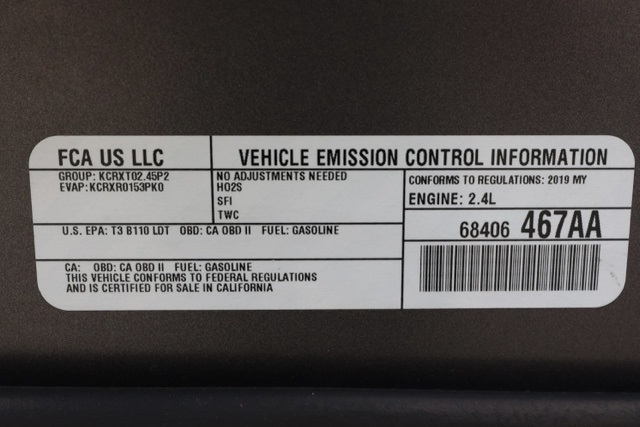 FCA US LLC
VEHICLE EMISSION CONTROL INFORMATION
GROUP: KCRXT02.45P2
EVAP: KCRXR0153PK0
NO ADJUSTMENTS NEEDED
HO2S
SFI
TWC
CONFORMS TO REGULATIONS: 2019 MY
ENGINE: 2.4L
68406 467AA
U.S. EPA: T3 B110 LDT OBD: CA OBD II FUEL: GASOLINE
CA: OBD: CA OBD II FUEL: GASOLINE
THIS VEHICLE CONFORMS TO FEDERAL REGULATIONS
AND IS CERTIFIED FOR SALE IN CALIFORNIA